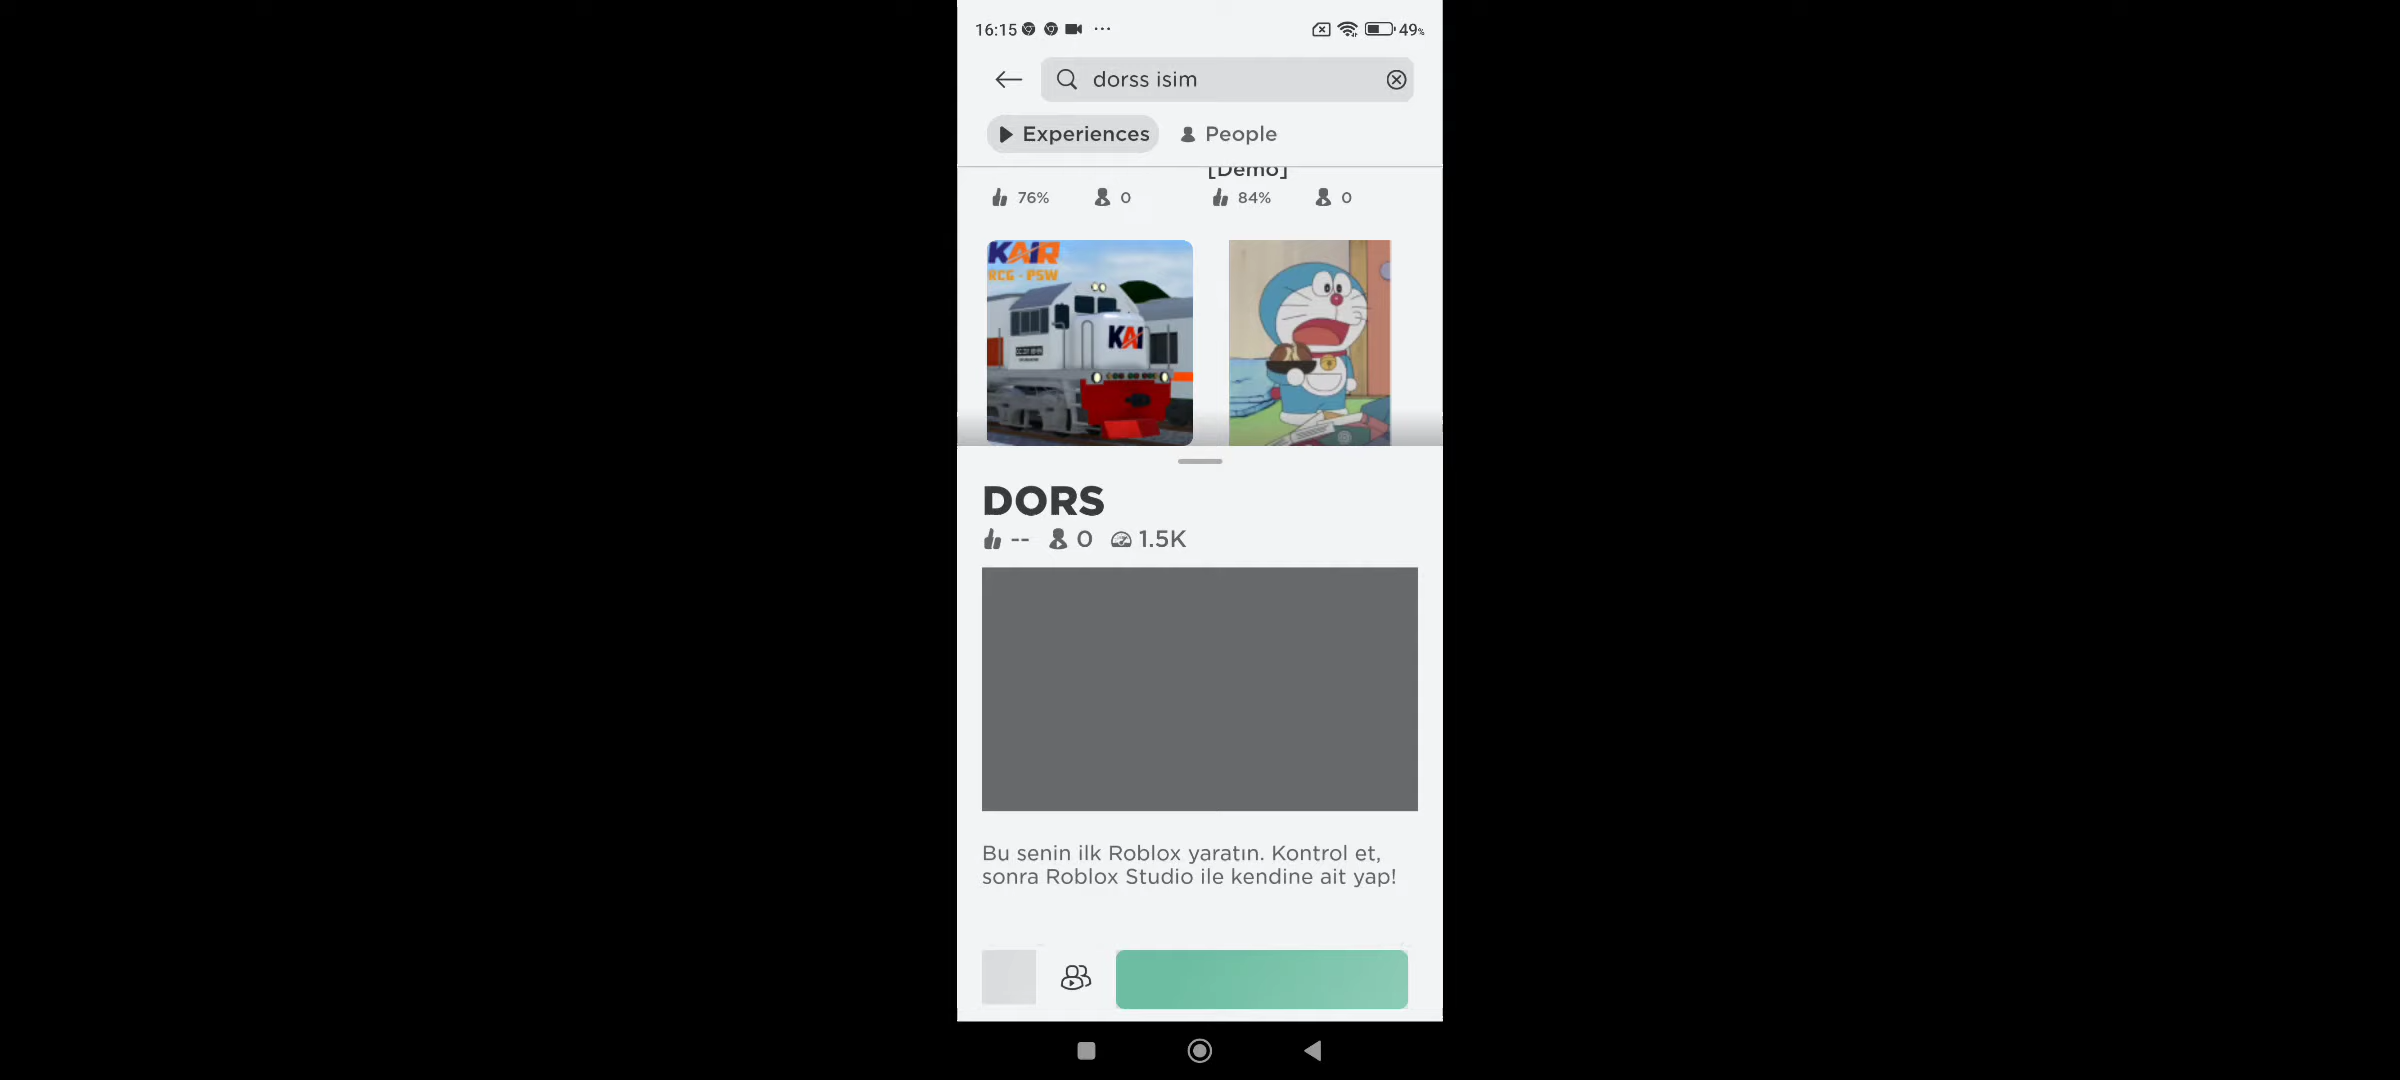 16:15
49%
dorss isim
Experiences
People
[Demo]
76%
0
84%
0
KAiR
RCG - PSW
KAi
DORS
--
0
1.5K
Bu senin ilk Roblox yaratın. Kontrol et,
sonra Roblox Studio ile kendine ait yap!